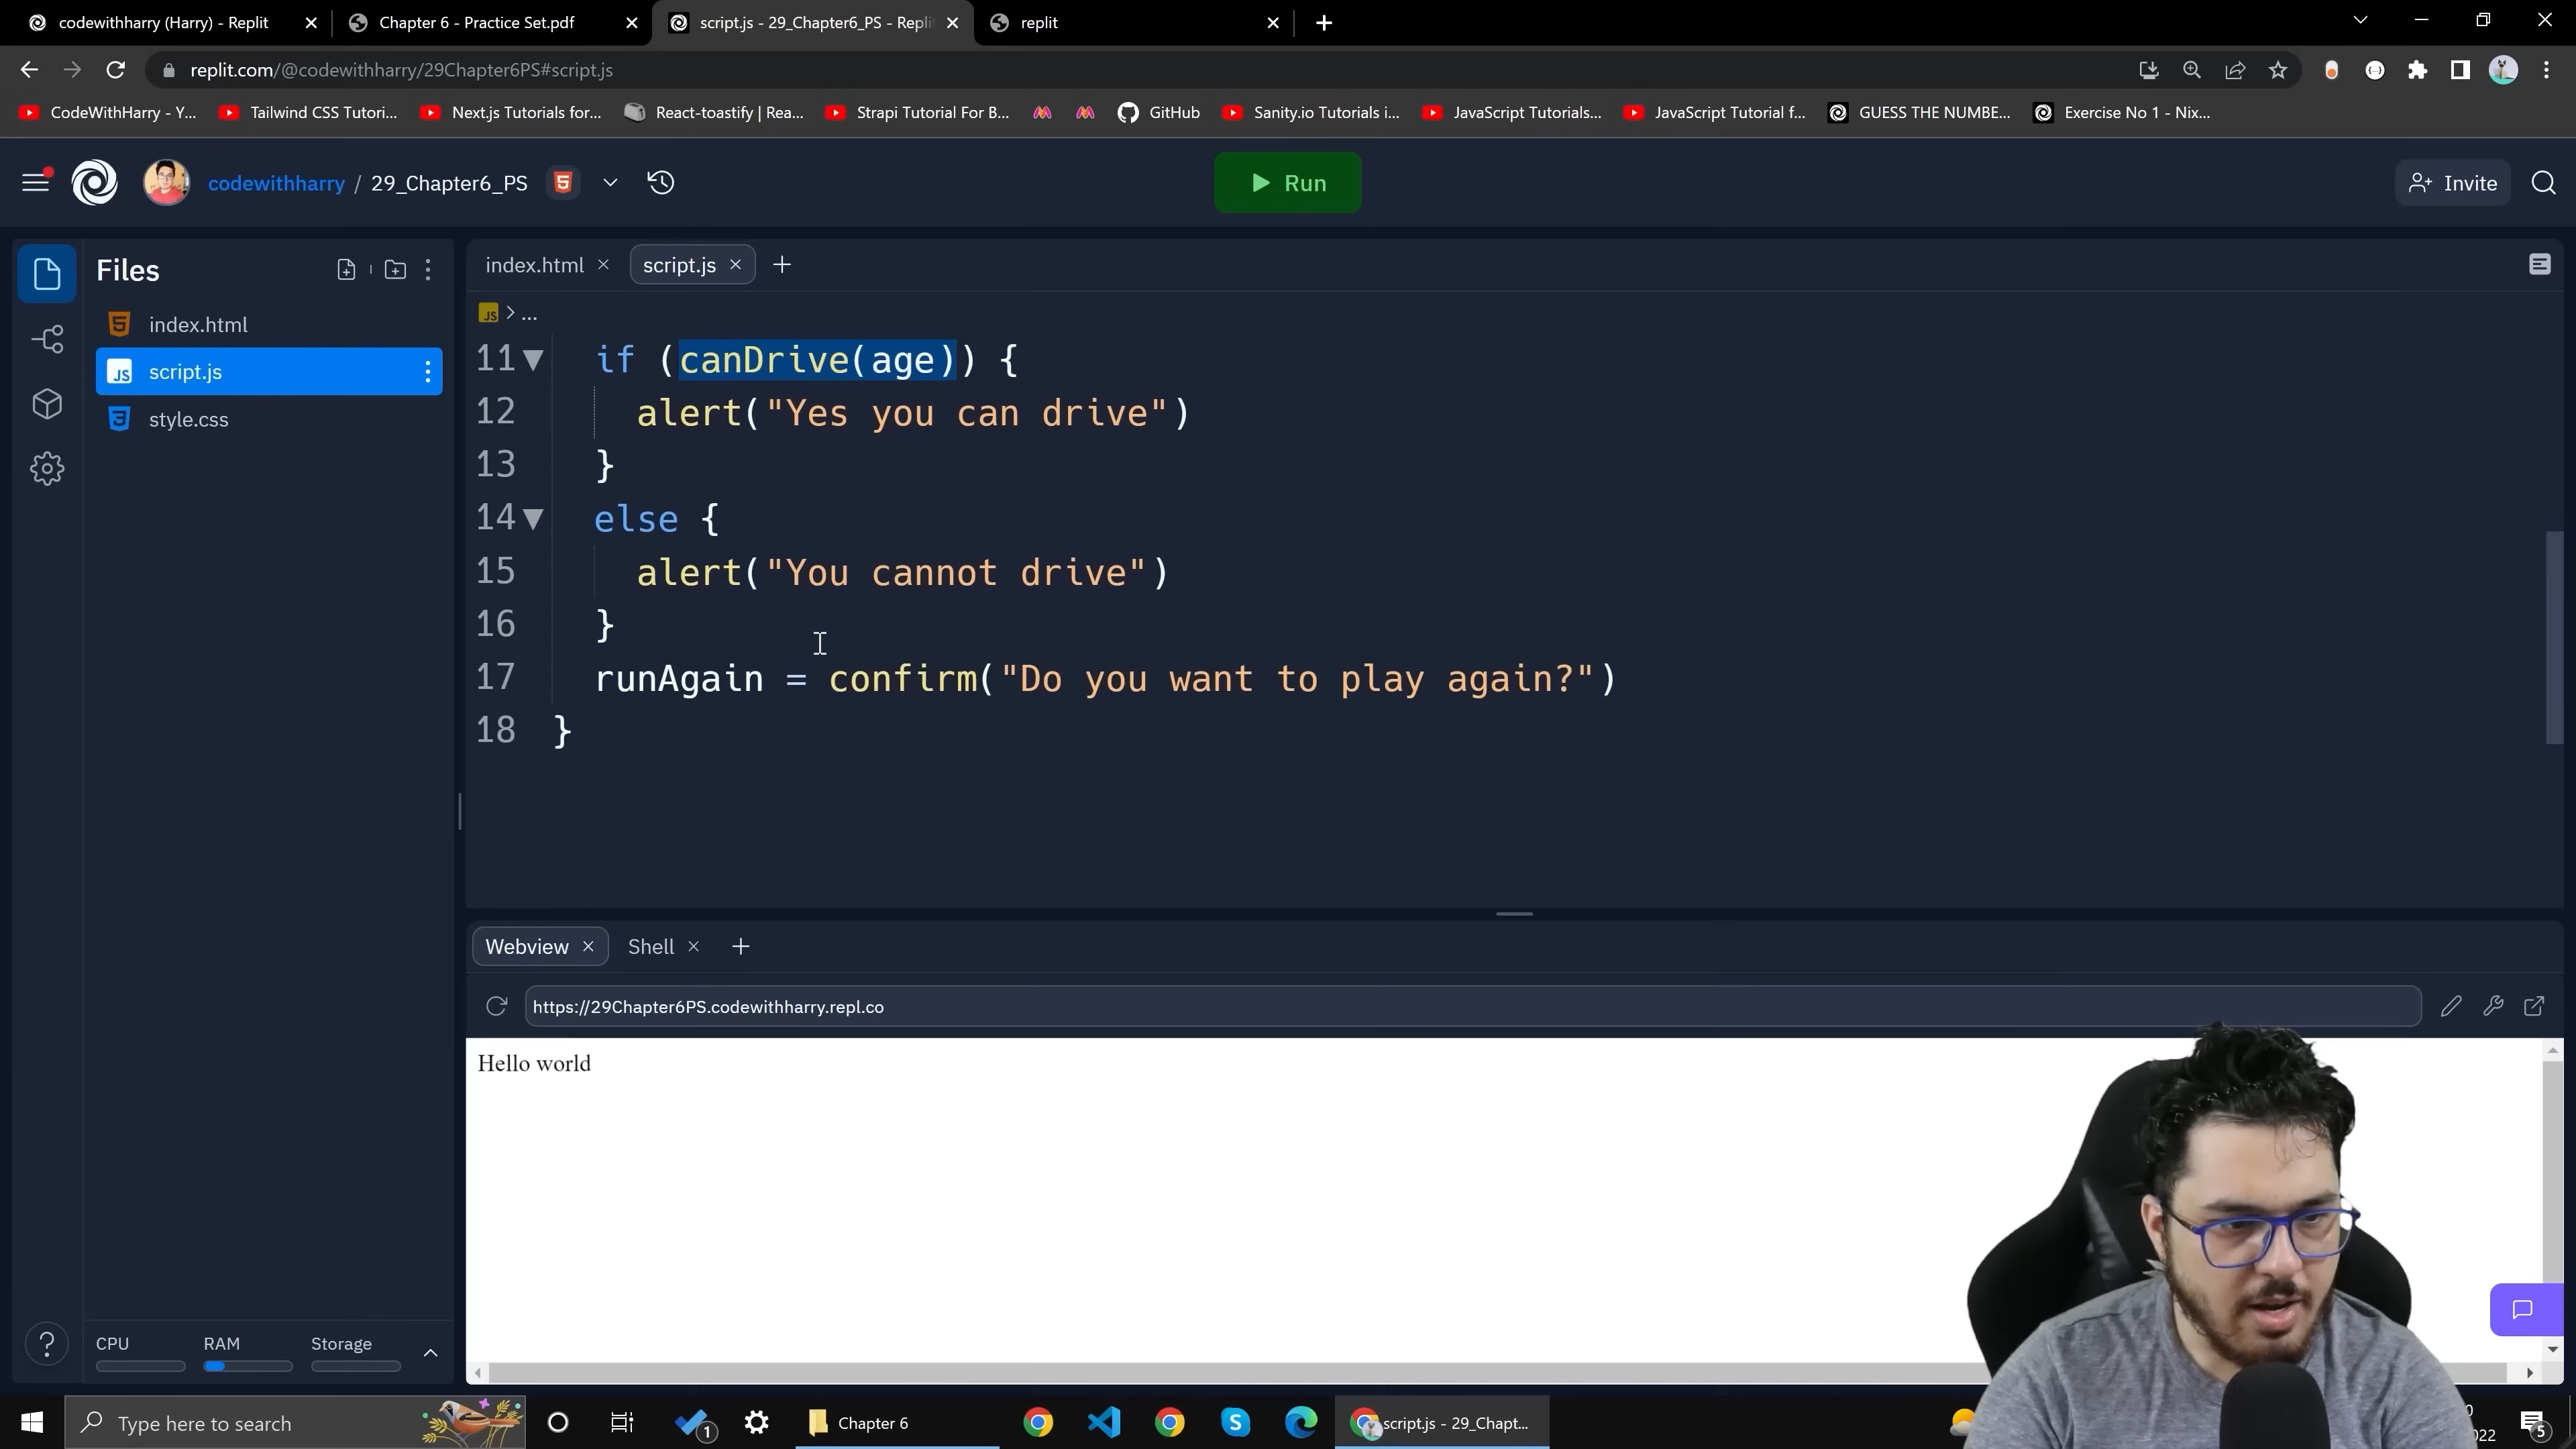 codewithharry (Harry) - Replit
Chapter 6 - Practice Set.pdf
script.js - 29_Chapter6_PS - Repli
replit
replit.com/@codewithharry/29Chapter6PS#script.js
CodeWithHarry - Y...
Tailwind CSS Tutori...
Next.js Tutorials for...
React-toastify | Rea...
Strapi Tutorial For B...
GitHub
Sanity.io Tutorials i...
JavaScript Tutorials...
JavaScript Tutorial f...
GUESS THE NUMBE...
Exercise No 1 - Nix...
codewithharry / 29_Chapter6_PS
Run
Invite
Files
index.html
script.js
style.css
index.html
script.js
JS > ...
11 if (canDrive(age)) {
12 alert("Yes you can drive")
13 }
14 else {
15 alert("You cannot drive")
16 }
17 runAgain = confirm("Do you want to play again?")
18 }
Webview
Shell
https://29Chapter6PS.codewithharry.repl.co
Hello world
CPU
RAM
Storage
Type here to search
1
Chapter 6
script.js - 29_Chapt...
022
5